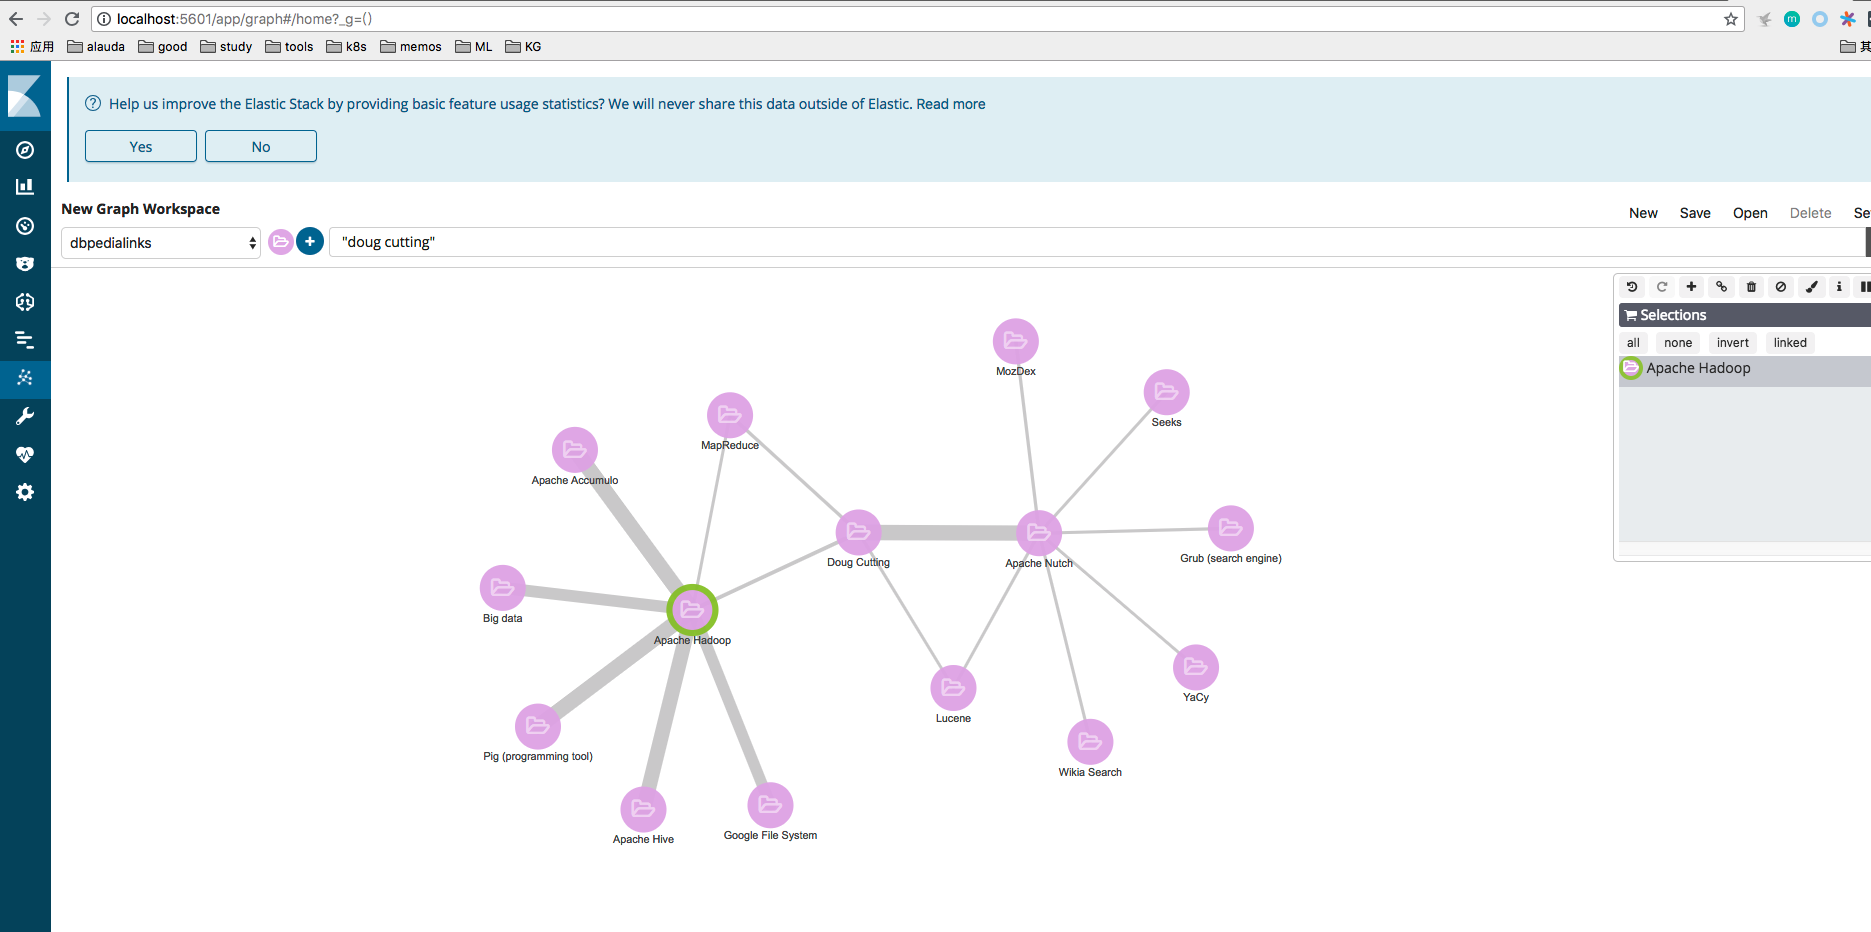 localhost:5601/app/graph#/home?_g=()
应用 alauda good study tools k8s memos ML KG 其
Help us improve the Elastic Stack by providing basic feature usage statistics? We will never share this data outside of Elastic. Read more
Yes No
New Graph Workspace
New Save Open Delete Se
dbpedialinks "doug cutting"
Selections
all none invert linked
Apache Hadoop
MozDex
Seeks
MapReduce
Apache Accumulo
Doug Cutting
Apache Nutch
Grub (search engine)
Big data
Apache Hadoop
YaCy
Lucene
Pig (programming tool)
Wikia Search
Apache Hive
Google File System